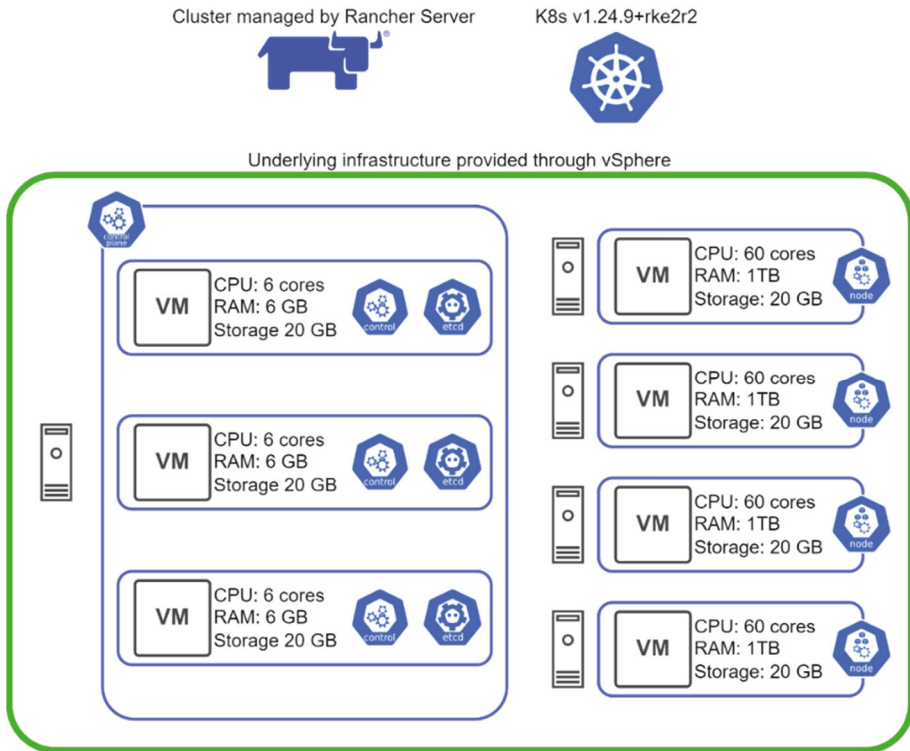 Cluster managed by Rancher Server
K8s v1.24.9+rke2r2
®
Underlying infrastructure provided through vSphere
control
plane
VM
CPU: 6 cores
RAM: 6 GB
Storage 20 GB
control
etcd
VM
CPU: 6 cores
RAM: 6 GB
Storage 20 GB
control
etcd
VM
CPU: 6 cores
RAM: 6 GB
Storage 20 GB
control
etcd
VM
CPU: 60 cores
RAM: 1TB
Storage: 20 GB
node
VM
CPU: 60 cores
RAM: 1TB
Storage: 20 GB
node
VM
CPU: 60 cores
RAM: 1TB
Storage: 20 GB
node
VM
CPU: 60 cores
RAM: 1TB
Storage: 20 GB
node